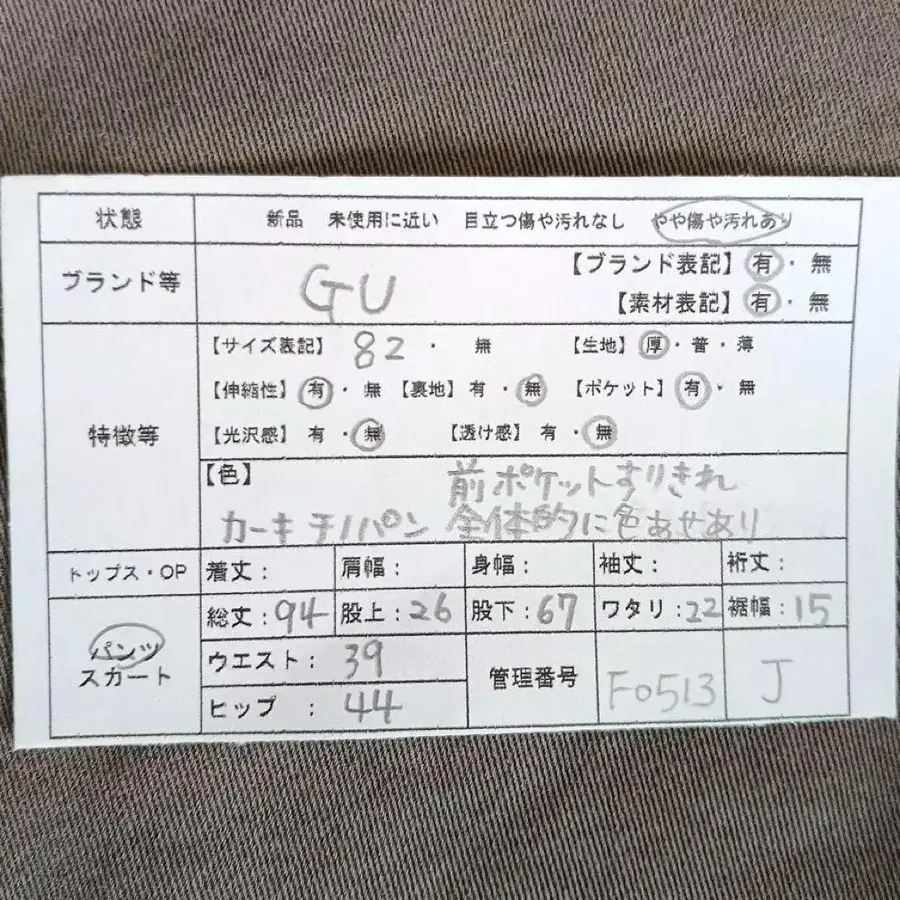 状態 新品 未使用に近い 目立つ傷や汚れなし やや傷や汚れあり
ブランド等 GU 【ブランド表記】 有・無
【素材表記】 有・無
特徴等 【サイズ表記】 82・無 【生地】 厚・普・薄
【伸縮性】 有・無 【裏地】 有・無 【ポケット】 有・無
【光沢感】 有・無 【透け感】 有・無
【色】 前ポケットすりきれ
カーキ チノパン 全体的に色あせあり
トップス・OP 着丈: 肩幅: 身幅: 袖丈: 裄丈:
総丈:94 股上:26 股下:67 ワタリ:22 裾幅:15
パンツ ウエスト: 39
スカート ヒップ : 44 管理番号 F0513 J